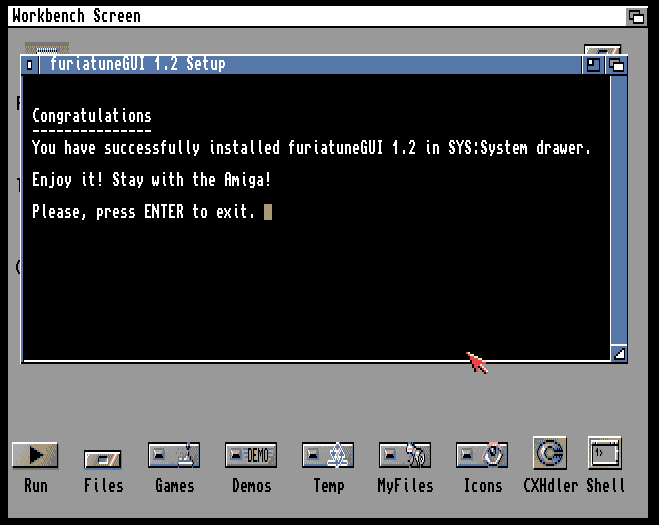 Workbench Screen
furiatuneGUI 1.2 Setup
Congratulations
---------------
You have successfully installed furiatuneGUI 1.2 in SYS:System drawer.
Enjoy it! Stay with the Amiga!
Please, press ENTER to exit.
DEMO
1>
Run Files Games Demos Temp MyFiles Icons CXHdler Shell